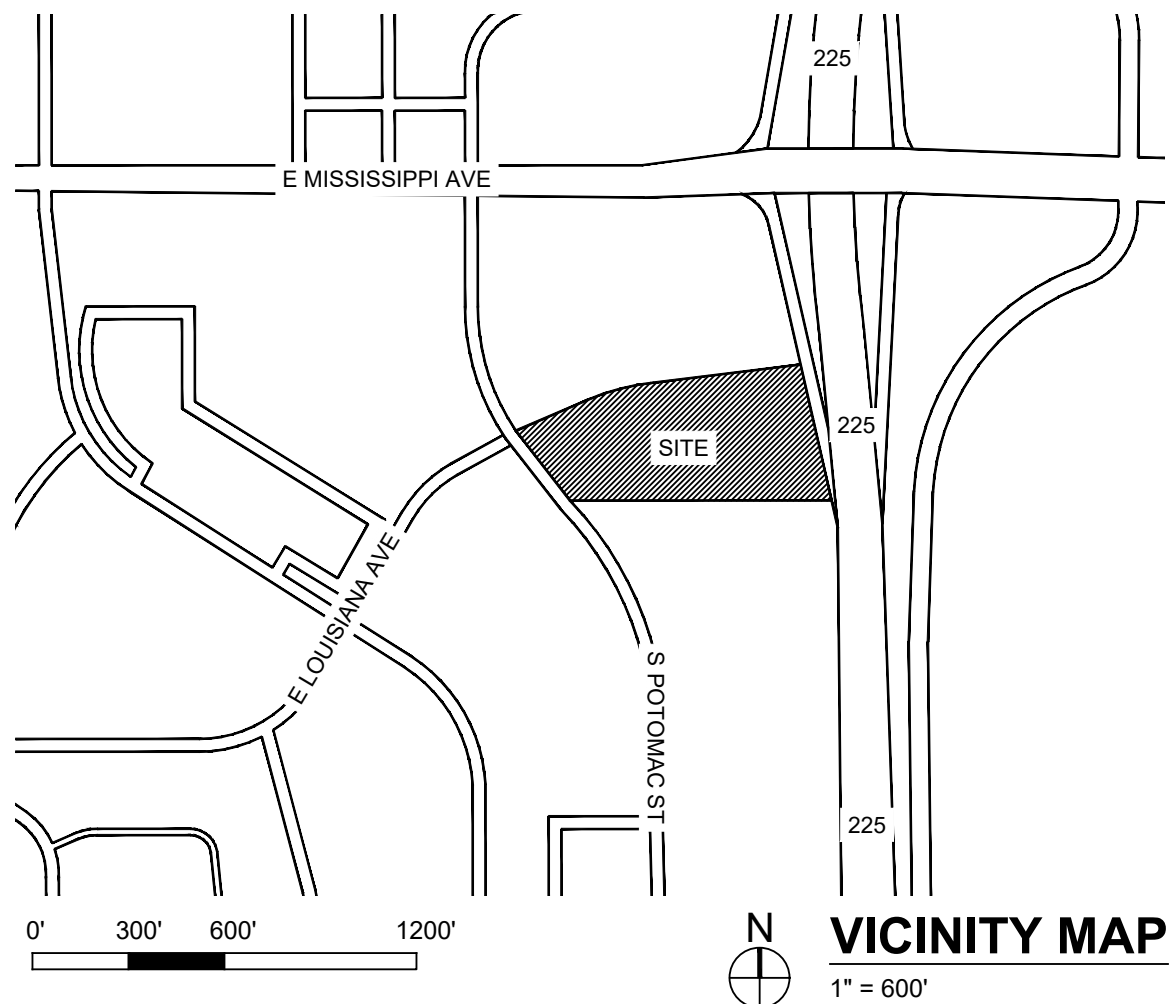 225
E MISSISSIPPI AVE
225
SITE
E LOUISIANA AVE
S POTOMAC ST
225
0' 300' 600' 1200'
N
VICINITY MAP
1" = 600'